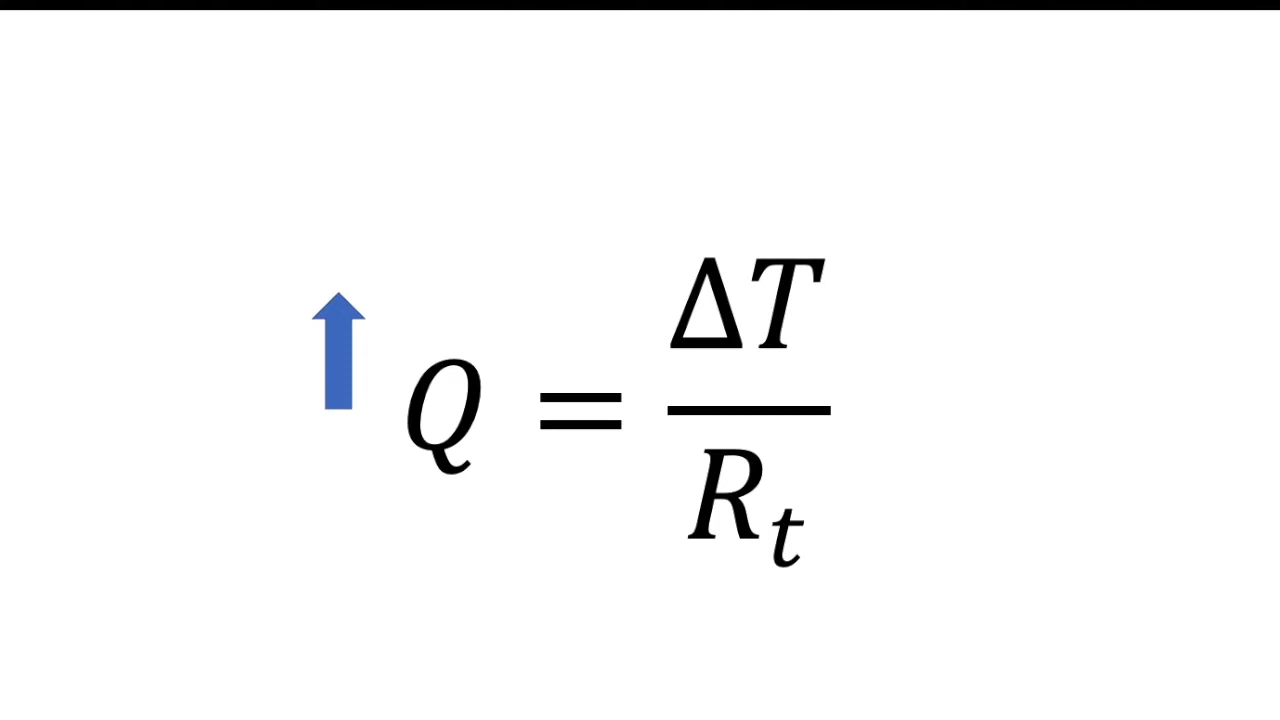 Q = ΔT / R_t